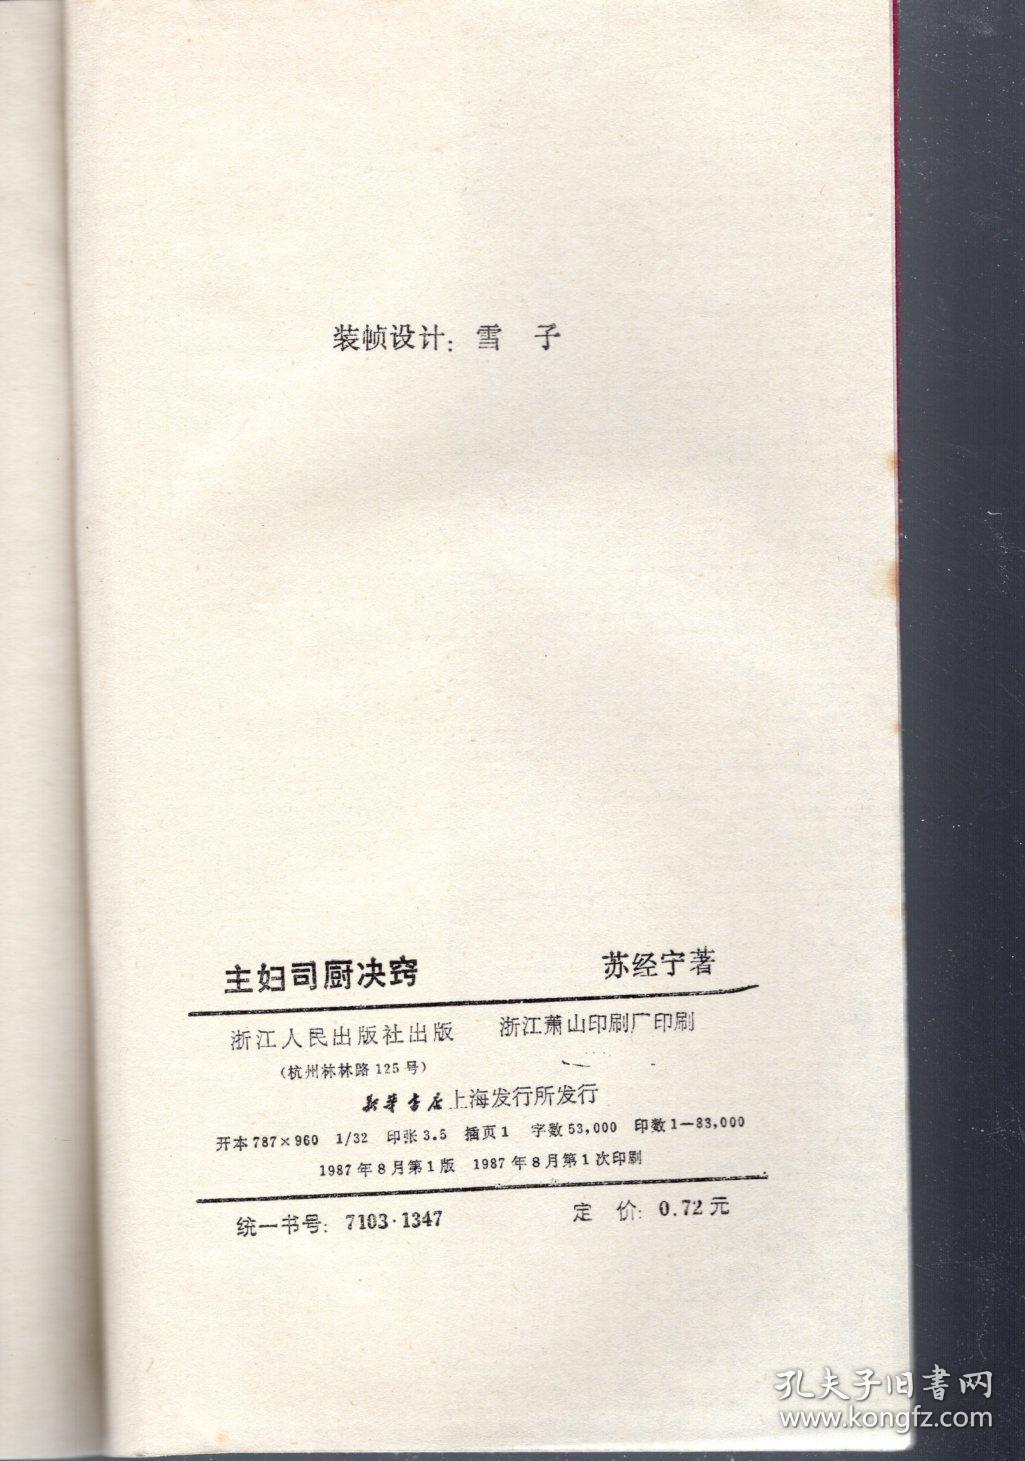 装帧设计：雪 子
主妇司厨决窍 苏经宁著
浙江人民出版社出版 浙江萧山印刷厂印刷
（杭州林林路125号）
新华书店上海发行所发行
开本787×960 1/32 印张3.5 插页1 字数53,000 印数1—83,000
1987年8月第1版 1987年8月第1次印刷
统一书号：7103·1347 定 价：0.72元
孔夫子旧書网
www.kongfz.com